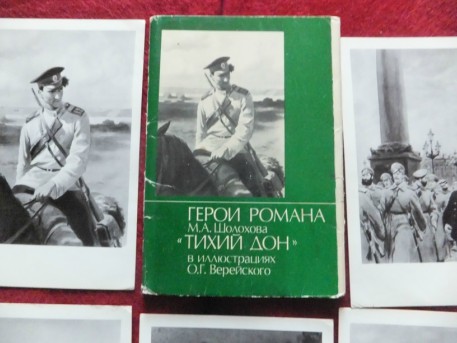 ГЕРОИ РОМАНА
М.А. Шолохова
«ТИХИЙ ДОН»
в иллюстрациях
О.Г. Верейского